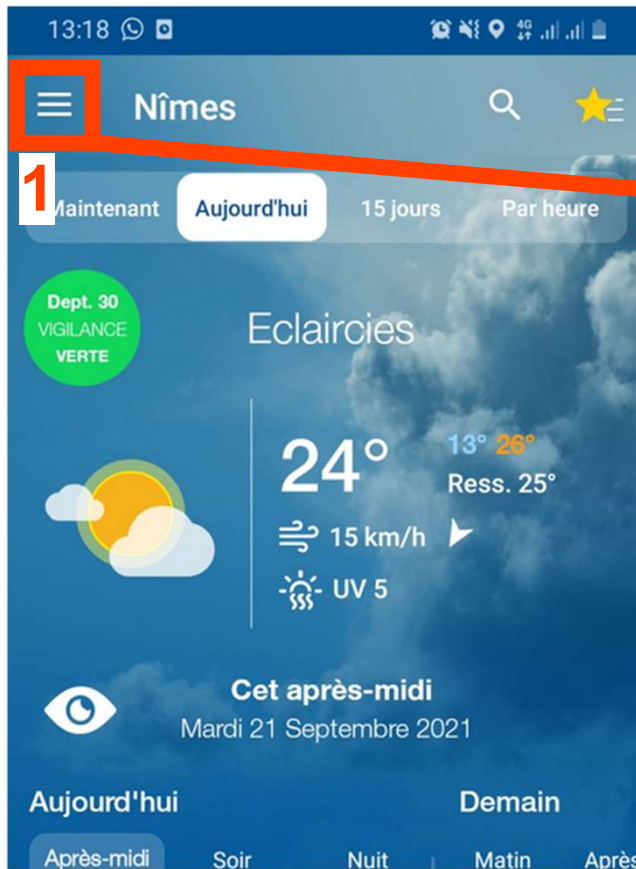 13:18 4G
Nîmes
1
Maintenant Aujourd'hui 15 jours Par heure
Dept. 30
VIGILANCE
VERTE
Eclaircies
24° 13° 26°
Ress. 25°
15 km/h
UV 5
Cet après-midi
Mardi 21 Septembre 2021
Aujourd'hui Demain
Après-midi Soir Nuit Matin Après